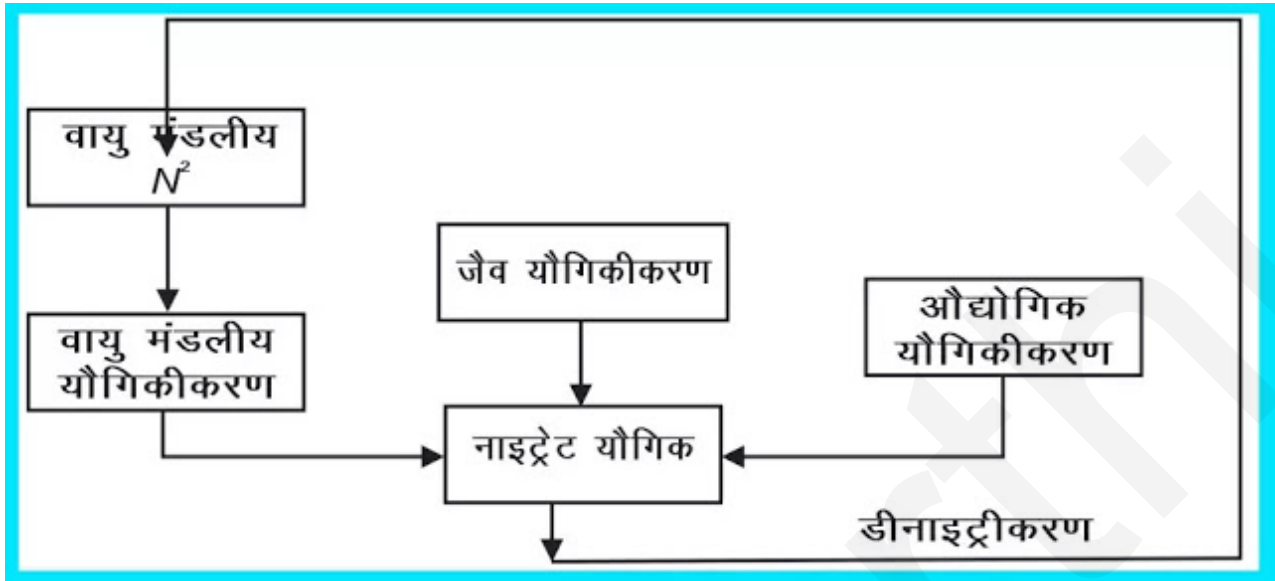 वायु मंडलीय
N²
जैव यौगिकीकरण
औद्योगिक
यौगिकीकरण
वायु मंडलीय
यौगिकीकरण
नाइट्रेट यौगिक
डीनाइट्रीकरण